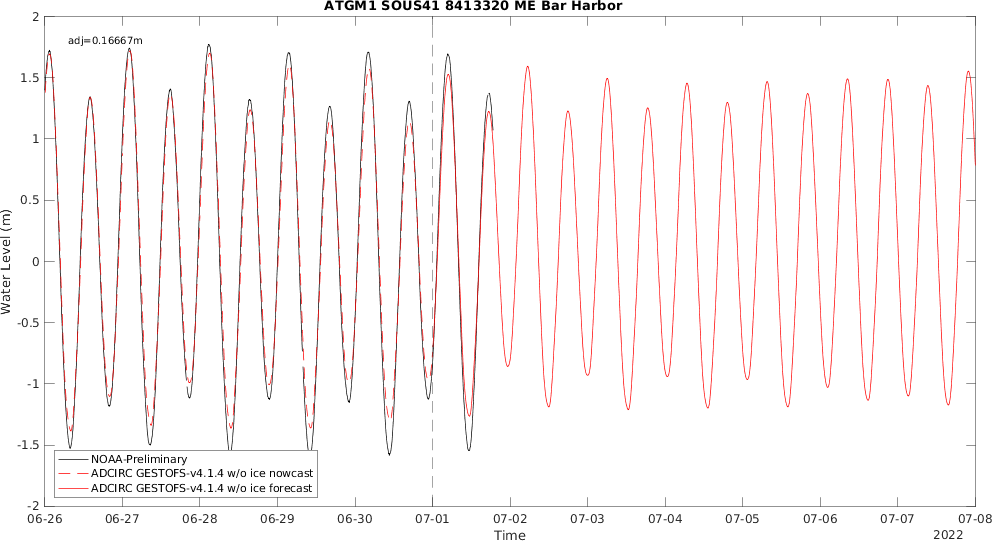 ATGM1 SOUS41 8413320 ME Bar Harbor
adj=0.16667m
2
1.5
1
0.5
0
-0.5
-1
-1.5
-2
Water Level (m)
NOAA-Preliminary
ADCIRC GESTOFS-v4.1.4 w/o ice nowcast
ADCIRC GESTOFS-v4.1.4 w/o ice forecast
06-26 06-27 06-28 06-29 06-30 07-01 07-02 07-03 07-04 07-05 07-06 07-07 07-08
Time
2022